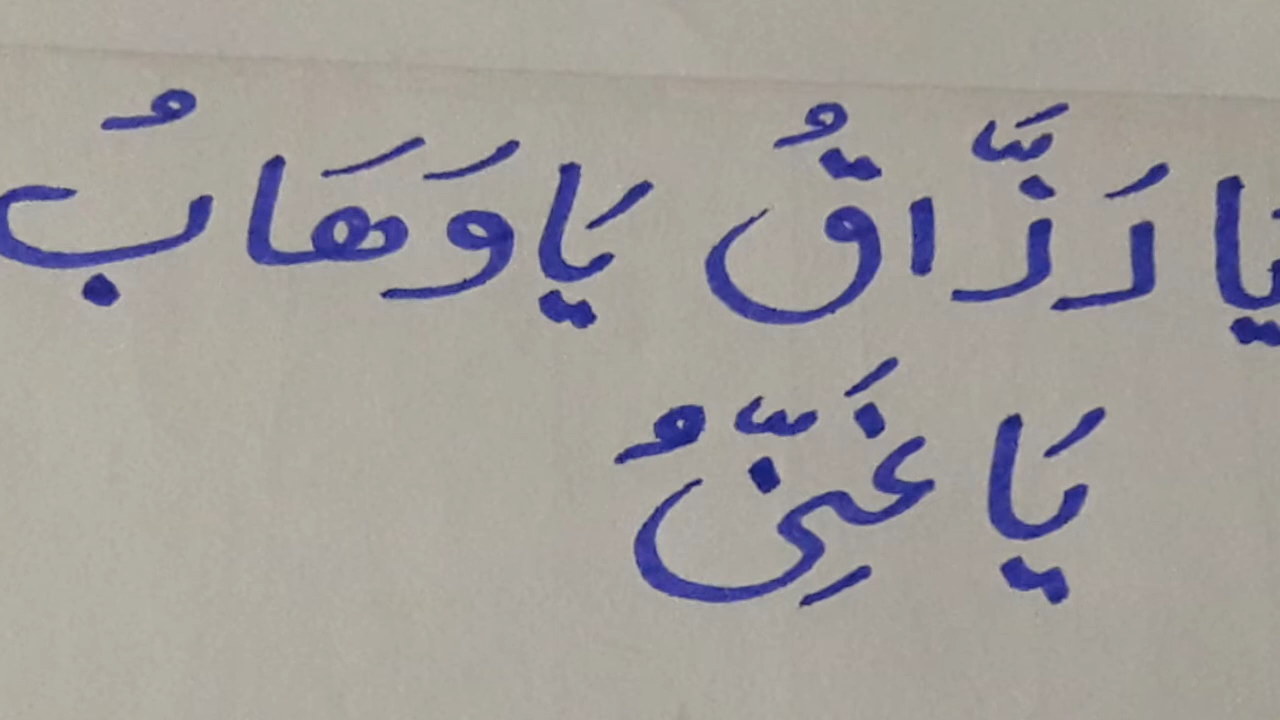 يَا رَزَّاقُ يَا وَهَابُ
يَا غَنِيُّ